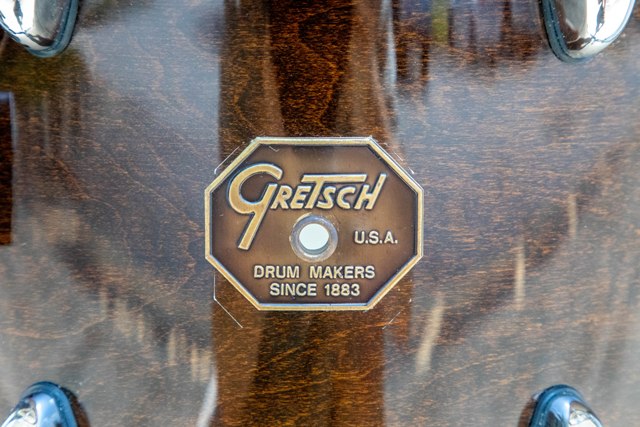 GRETSCH
U.S.A.
DRUM MAKERS
SINCE 1883